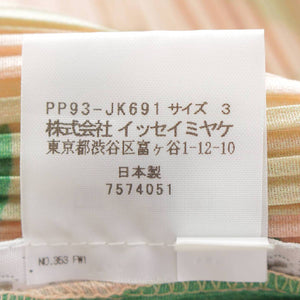 PP93-JK691 サイズ 3
株式会社 イッセイミヤケ
東京都渋谷区富ヶ谷1-12-10
日本製
7574051
NO.353 FW1